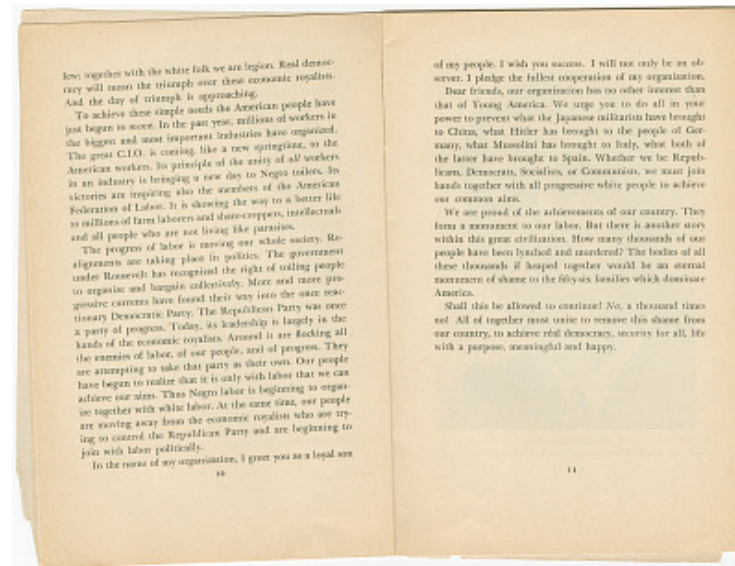 few; together with the white folk we are legion. Real democ-
racy will mean the triumph over these economic royalists.
And the day of triumph is approaching.
To achieve these simple needs the American people have
just begun to move. In the past year, millions of workers in
the biggest and most important industries have organized.
The great C.I.O. is coming, like a new springtime, to the
American workers. Its principle of the unity of all workers
in an industry is bringing a new day to Negro toilers. Its
victories are inspiring also the members of the American
Federation of Labor. It is showing the way to a better life
to millions of farm laborers and share-croppers, intellectuals
and all people who are not living like parasites.
The progress of labor is moving our whole society. Re-
alignments are taking place in politics. The government
under Roosevelt has recognized the right of toiling people
to organize and bargain collectively. More and more pro-
gressive currents have found their way into the once reac-
tionary Democratic Party. The Republican Party was once
a party of progress. Today, its leadership is largely in the
hands of the economic royalists. Around it are flocking all
the enemies of labor, of our people, and of progress. They
are attempting to take that party as their own. Our people
have begun to realize that it is only with labor that we can
achieve our aims. Thus Negro labor is beginning to organ-
ize together with white labor. At the same time, our people
are moving away from the economic royalists who are try-
ing to control the Republican Party and are beginning to
join with labor politically.
In the name of my organization, I greet you as a loyal son
10
of my people. I wish you success. I will not only be an ob-
server. I pledge the fullest cooperation of my organization.
Dear friends, our organization has no other interest than
that of Young America. We urge you to do all in your
power to prevent what the Japanese militarists have brought
to China, what Hitler has brought to the people of Ger-
many, what Mussolini has brought to Italy, what both of
the latter have brought to Spain. Whether we be Repub-
licans, Democrats, Socialists, or Communists, we must join
hands together with all progressive white people to achieve
our common aims.
We are proud of the achievements of our country. They
form a monument to our labor. But there is another story
within this great civilization. How many thousands of our
people have been lynched and murdered? The bodies of all
these thousands if heaped together would be an eternal
monument of shame to the fifty-six families which dominate
America.
Shall this be allowed to continue? No, a thousand times
no! All of together must unite to remove this shame from
our country, to achieve real democracy, security for all, life
with a purpose, meaningful and happy.
11